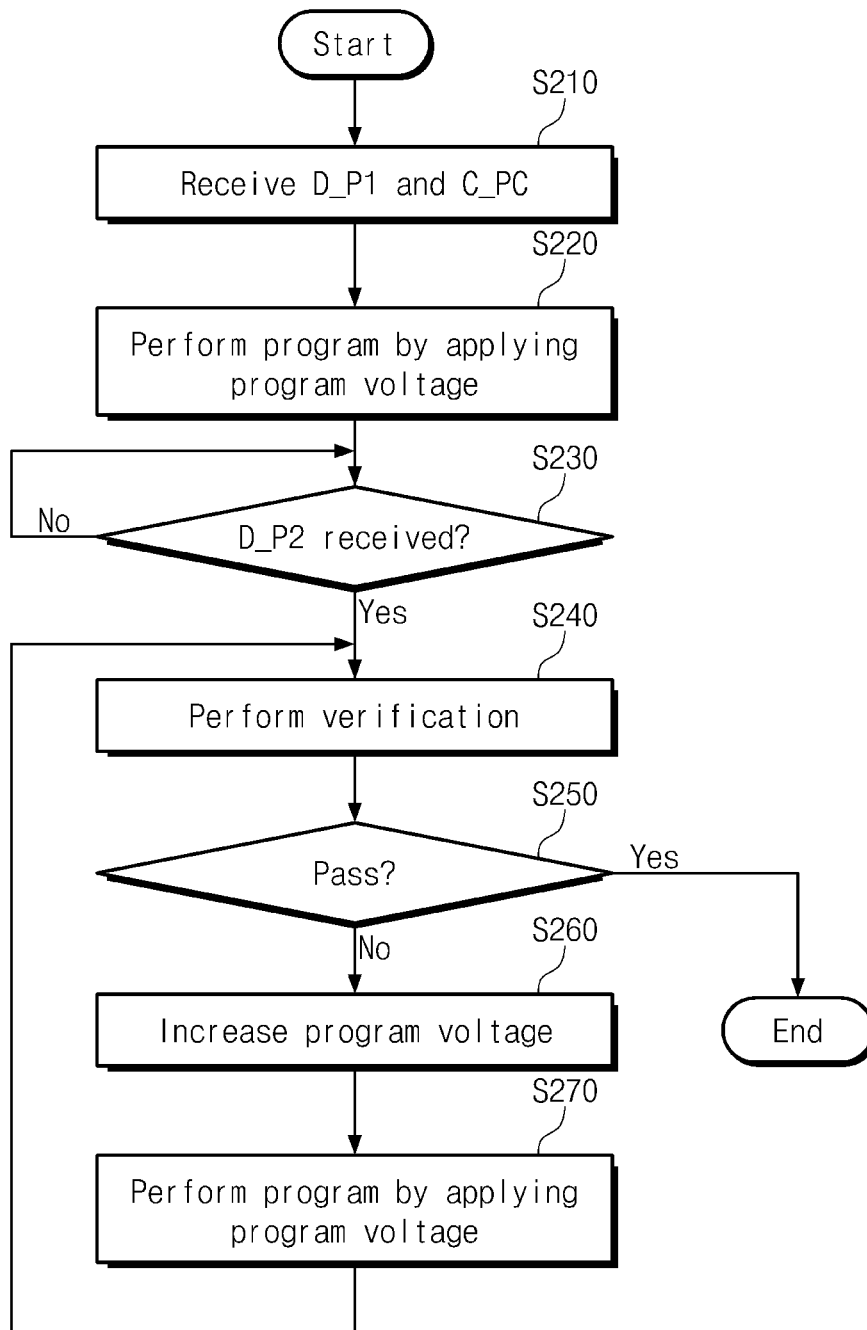 Start
S210
Receive D_P1 and C_PC
S220
Perform program by applying
program voltage
S230
D_P2 received?
No
Yes
S240
Perform verification
S250
Pass?
Yes
No
S260
Increase program voltage
End
S270
Perform program by applying
program voltage